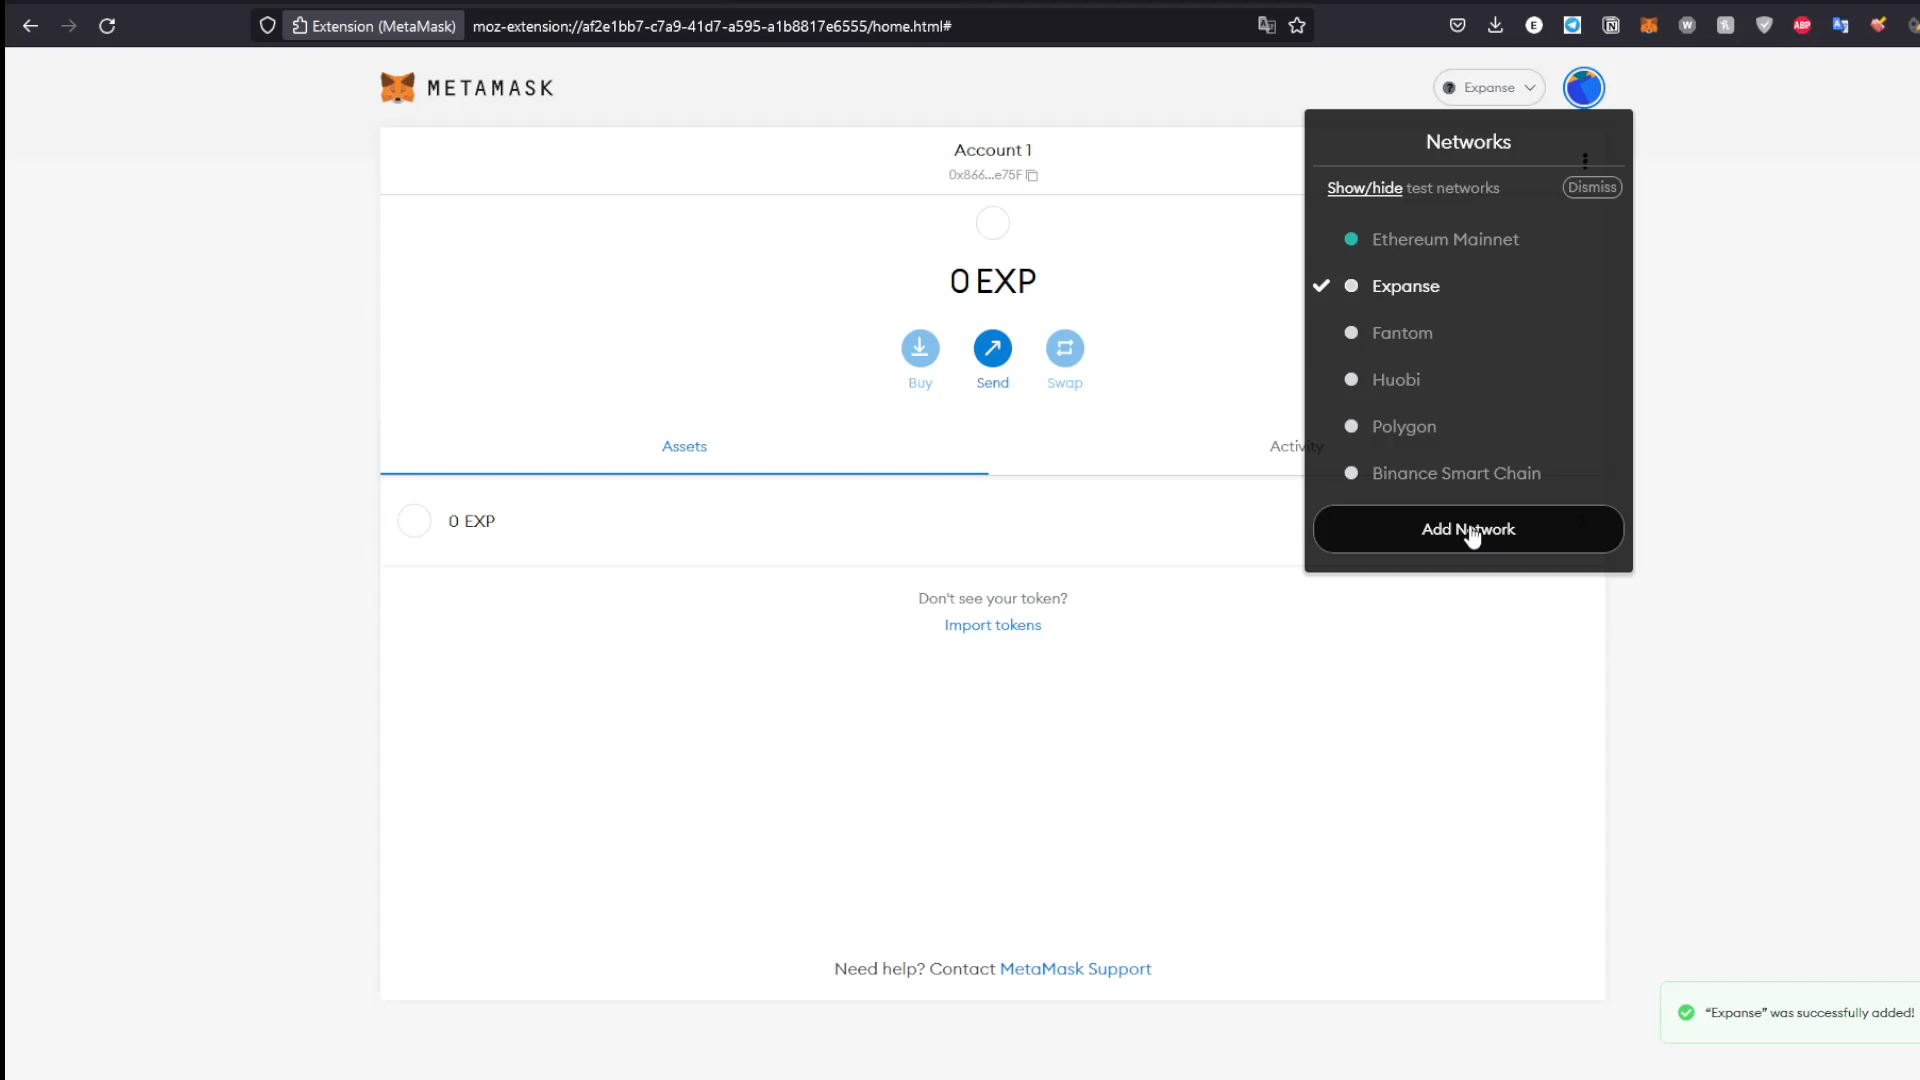 Extension (MetaMask) moz-extension://af2e1bb7-c7a9-41d7-a595-a1b8817e6555/home.html#
E
N
W
ABP
METAMASK
Expanse
Account 1
0x866...e75F
0 EXP
Buy
Send
Swap
Assets
Activity
0 EXP
Don't see your token?
Import tokens
Need help? Contact MetaMask Support
Networks
Show/hide test networks
Dismiss
Ethereum Mainnet
Expanse
Fantom
Huobi
Polygon
Binance Smart Chain
Add Network
“Expanse” was successfully added!